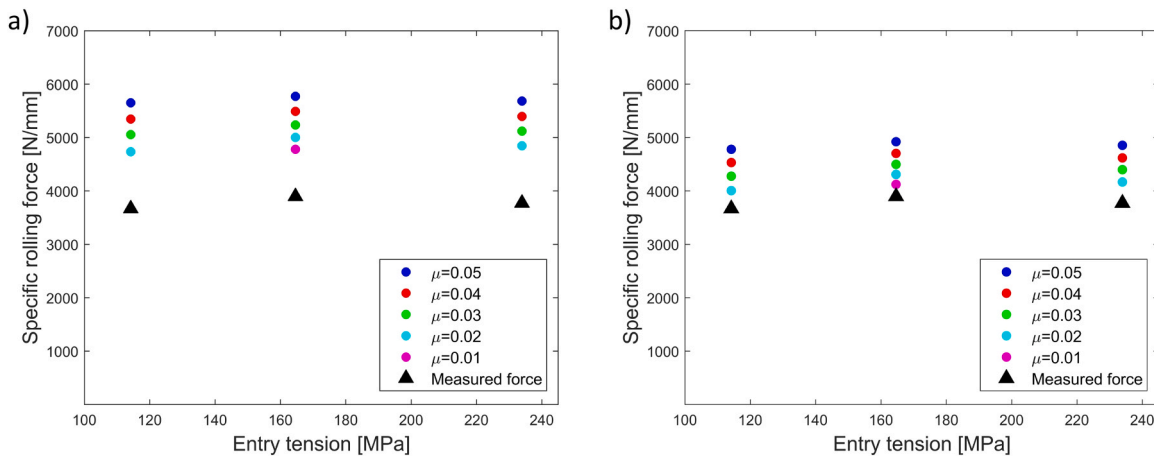 a)
Specific rolling force [N/mm]
7000
6000
5000
4000
3000
2000
1000
100 120 140 160 180 200 220 240
Entry tension [MPa]
μ=0.05
μ=0.04
μ=0.03
μ=0.02
μ=0.01
Measured force
b)
Specific rolling force [N/mm]
7000
6000
5000
4000
3000
2000
1000
100 120 140 160 180 200 220 240
Entry tension [MPa]
μ=0.05
μ=0.04
μ=0.03
μ=0.02
μ=0.01
Measured force